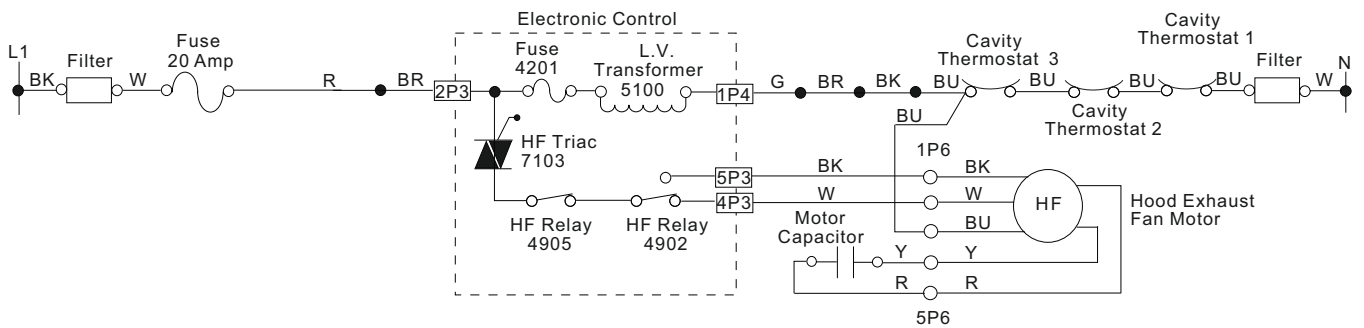 Electronic Control
L1
Fuse
20 Amp
Filter
Fuse
4201
L.V.
Transformer
5100
Cavity
Thermostat 3
Cavity
Thermostat 1
Filter
N
BK
W
R
BR
2P3
1P4
G
BR
BK
BU
BU
BU
BU
W
Cavity
Thermostat 2
BU
HF Triac
7103
1P6
5P3
BK
BK
4P3
W
W
HF
Hood Exhaust
Fan Motor
HF Relay
4905
HF Relay
4902
Motor
Capacitor
BU
Y
Y
R
R
5P6